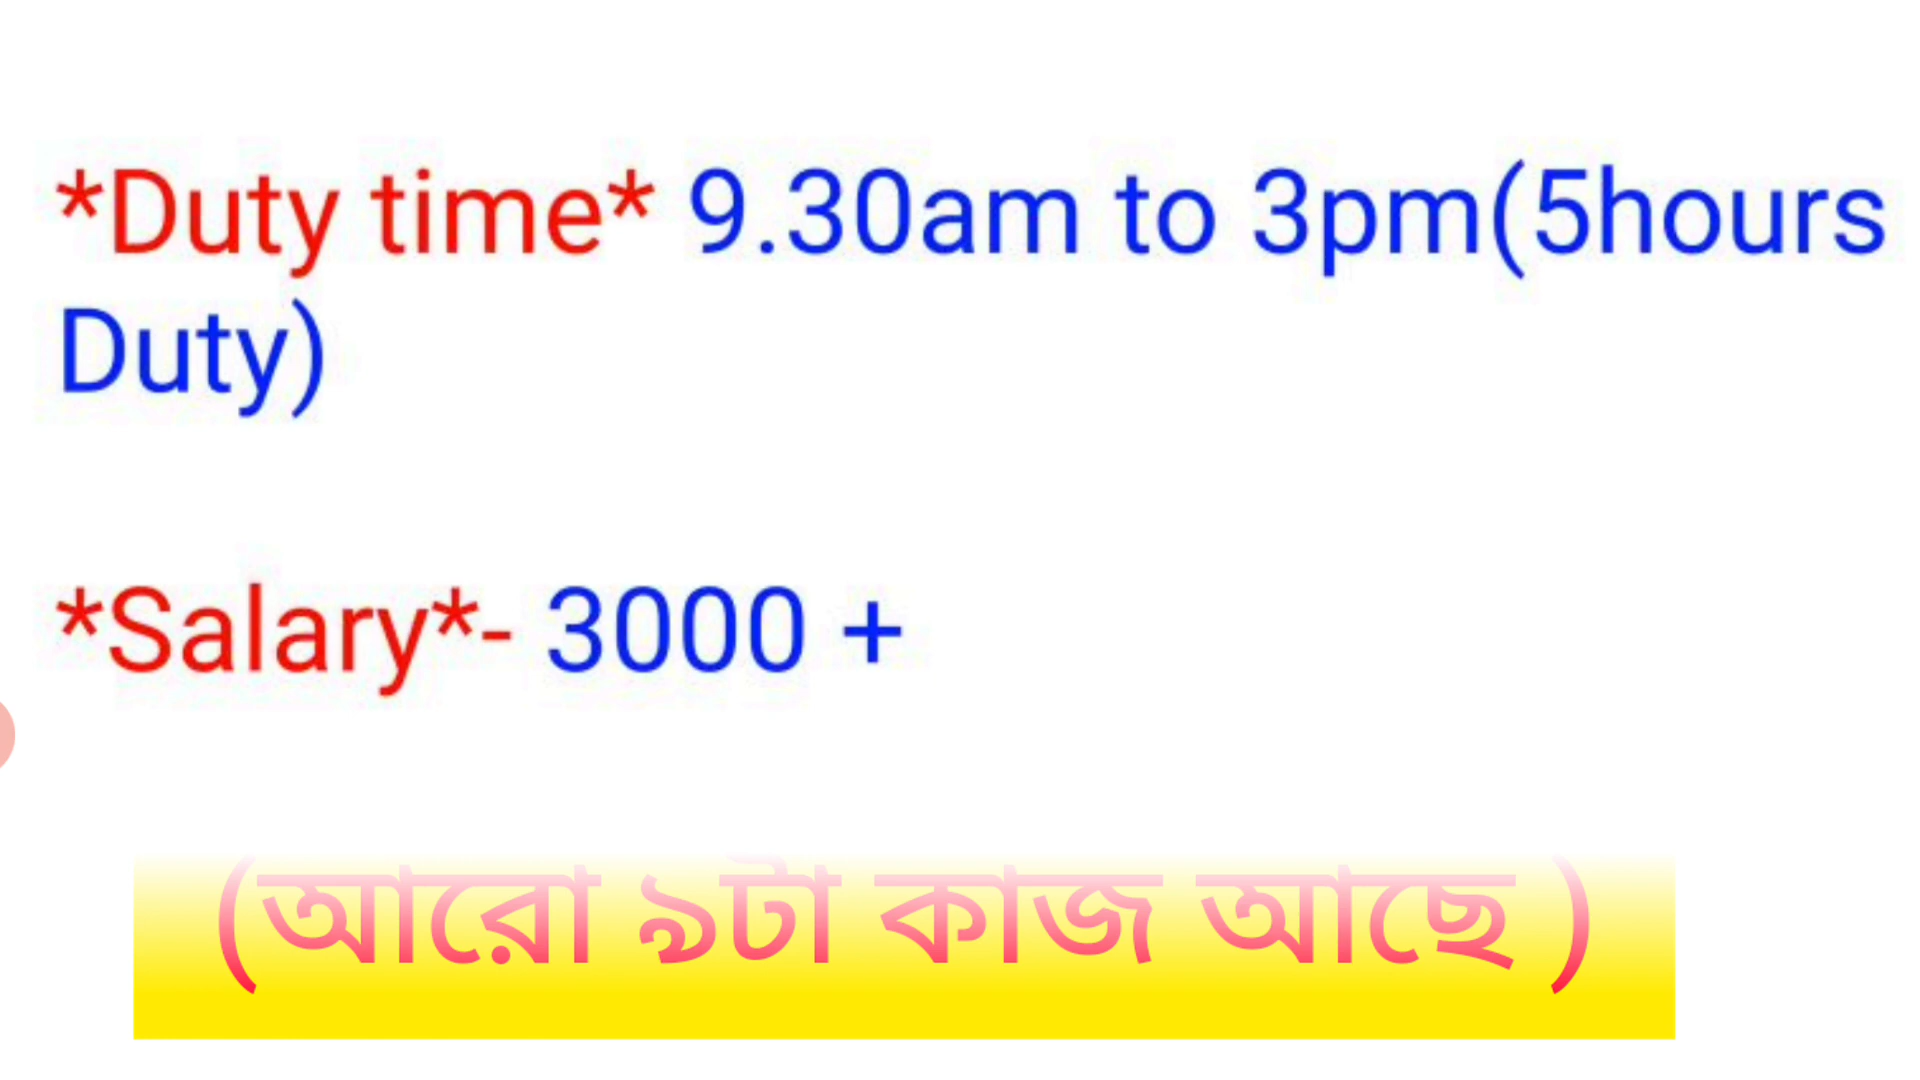 *Duty time* 9.30am to 3pm(5hours
Duty)
*Salary*- 3000 +
(আরো ৯টা কাজ আছে )